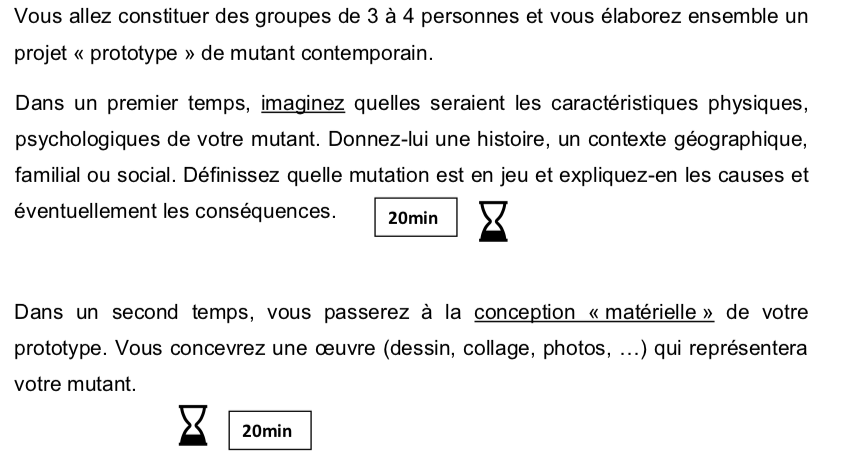 Vous allez constituer des groupes de 3 à 4 personnes et vous élaborez ensemble un
projet « prototype » de mutant contemporain.
Dans un premier temps, imaginez quelles seraient les caractéristiques physiques,
psychologiques de votre mutant. Donnez-lui une histoire, un contexte géographique,
familial ou social. Définissez quelle mutation est en jeu et expliquez-en les causes et
éventuellement les conséquences.
20min
Dans un second temps, vous passerez à la conception « matérielle » de votre
prototype. Vous concevrez une œuvre (dessin, collage, photos, …) qui représentera
votre mutant.
20min